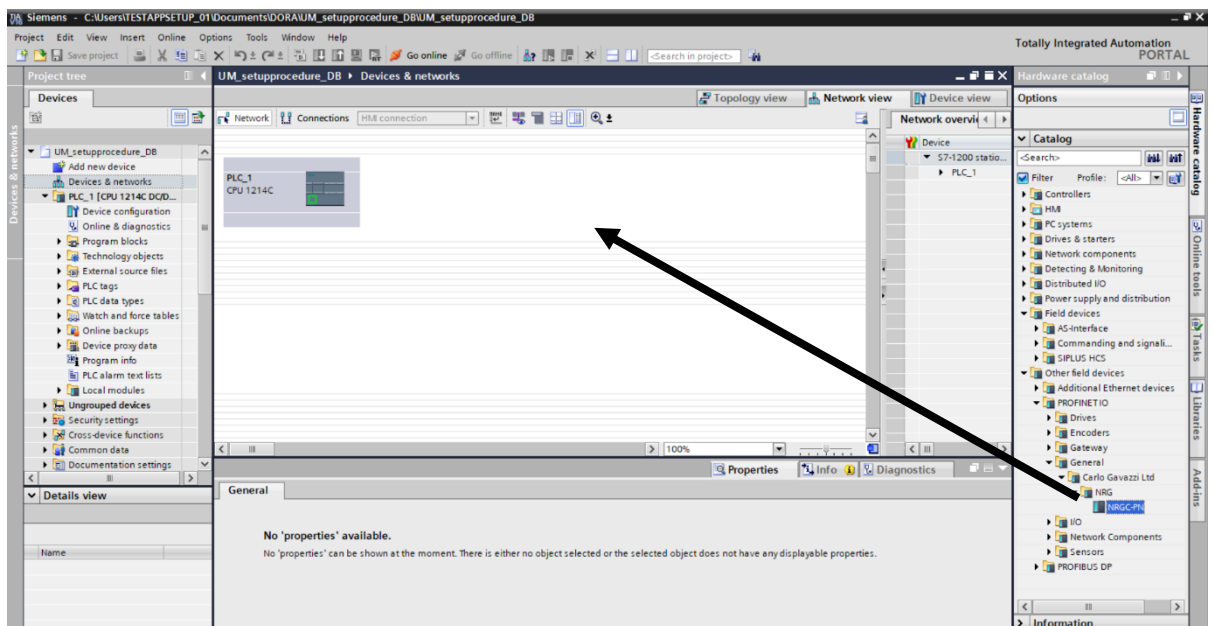 Siemens - C:\Users\TESTAPPSETUP_01\Documents\DORA\UM_setupprocedure_DB\UM_setupprocedure_DB
Project Edit View Insert Online Options Tools Window Help
Totally Integrated Automation
PORTAL
Save project
Go online
Go offline
<Search in project>
Project tree
UM_setupprocedure_DB
Devices & networks
Hardware catalog
Devices
Topology view
Network view
Device view
Options
Network
Connections
HMI connection
Network overvi
Catalog
Devices & networks
UM_setupprocedure_DB
Add new device
Devices & networks
PLC_1 [CPU 1214C DC/D...
Device configuration
Online & diagnostics
Program blocks
Technology objects
External source files
PLC tags
PLC data types
Watch and force tables
Online backups
Device proxy data
Program info
PLC alarm text lists
Local modules
Ungrouped devices
Security settings
Cross-device functions
Common data
Documentation settings
Details view
Name
PLC_1
CPU 1214C
100%
Device
S7-1200 statio...
PLC_1
Properties
Info
Diagnostics
General
No 'properties' available.
No 'properties' can be shown at the moment. There is either no object selected or the selected object does not have any displayable properties.
<Search>
Filter
Profile:
<All>
Controllers
HMI
PC systems
Drives & starters
Network components
Detecting & Monitoring
Distributed I/O
Power supply and distribution
Field devices
AS-Interface
Commanding and signali...
SIPLUS HCS
Other field devices
Additional Ethernet devices
PROFINET IO
Drives
Encoders
Gateway
General
Carlo Gavazzi Ltd
NRG
NRGC-PN
I/O
Network Components
Sensors
PROFIBUS DP
Information
Hardware catalog
Online tools
Tasks
Libraries
Add-ins